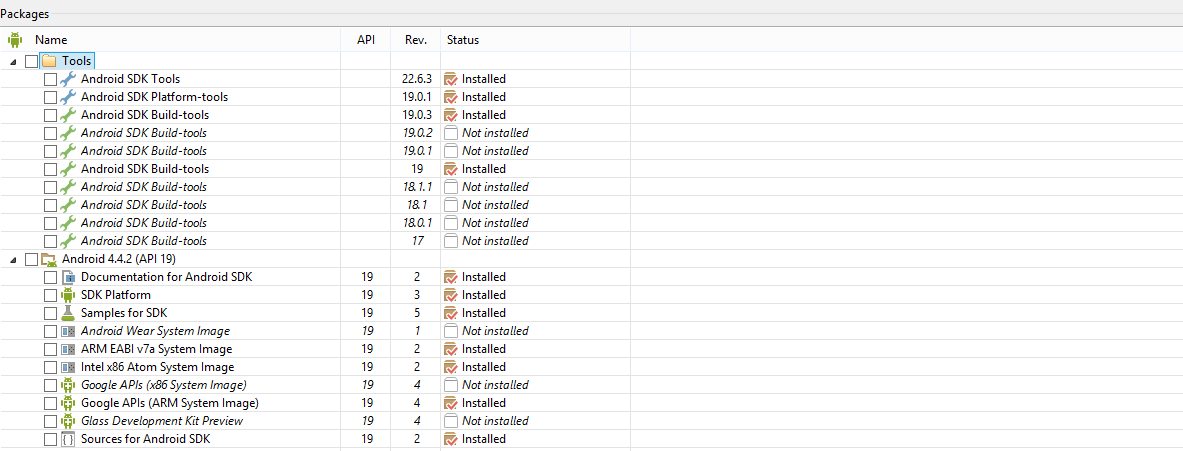 Packages
Name API Rev. Status
Tools
Android SDK Tools 22.6.3 Installed
Android SDK Platform-tools 19.0.1 Installed
Android SDK Build-tools 19.0.3 Installed
Android SDK Build-tools 19.0.2 Not installed
Android SDK Build-tools 19.0.1 Not installed
Android SDK Build-tools 19 Installed
Android SDK Build-tools 18.1.1 Not installed
Android SDK Build-tools 18.1 Not installed
Android SDK Build-tools 18.0.1 Not installed
Android SDK Build-tools 17 Not installed
Android 4.4.2 (API 19)
Documentation for Android SDK 19 2 Installed
SDK Platform 19 3 Installed
Samples for SDK 19 5 Installed
Android Wear System Image 19 1 Not installed
ARM EABI v7a System Image 19 2 Installed
Intel x86 Atom System Image 19 2 Installed
Google APIs (x86 System Image) 19 4 Not installed
Google APIs (ARM System Image) 19 4 Installed
Glass Development Kit Preview 19 4 Not installed
Sources for Android SDK 19 2 Installed